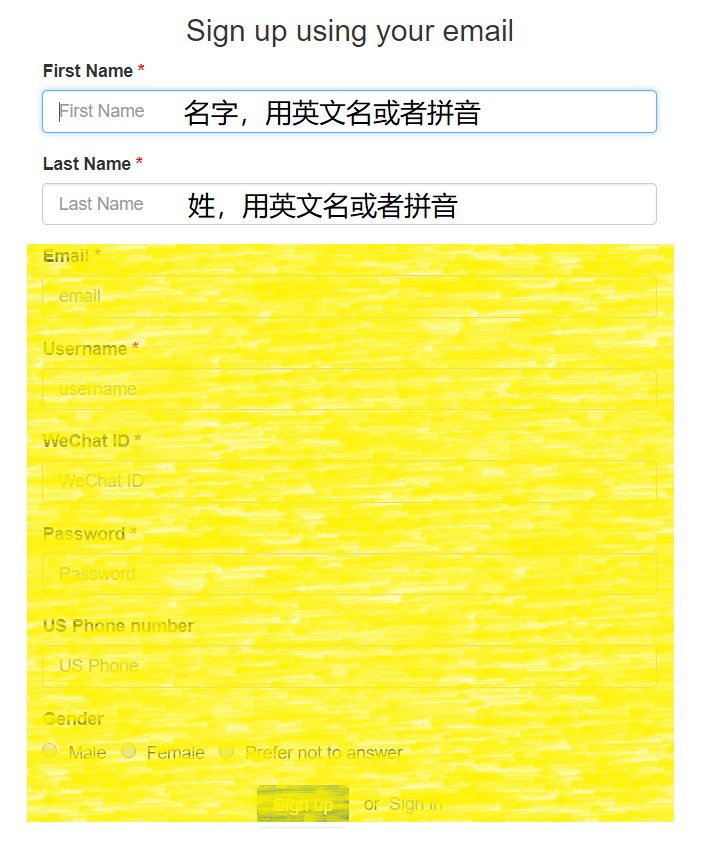 Sign up using your email
First Name *
First Name 名字，用英文名或者拼音
Last Name *
Last Name 姓，用英文名或者拼音
Email *
email
Username *
username
WeChat ID *
WeChat ID
Password *
Password
US Phone number
US Phone
Gender
Male Female Prefer not to answer
Sign up or Sign in